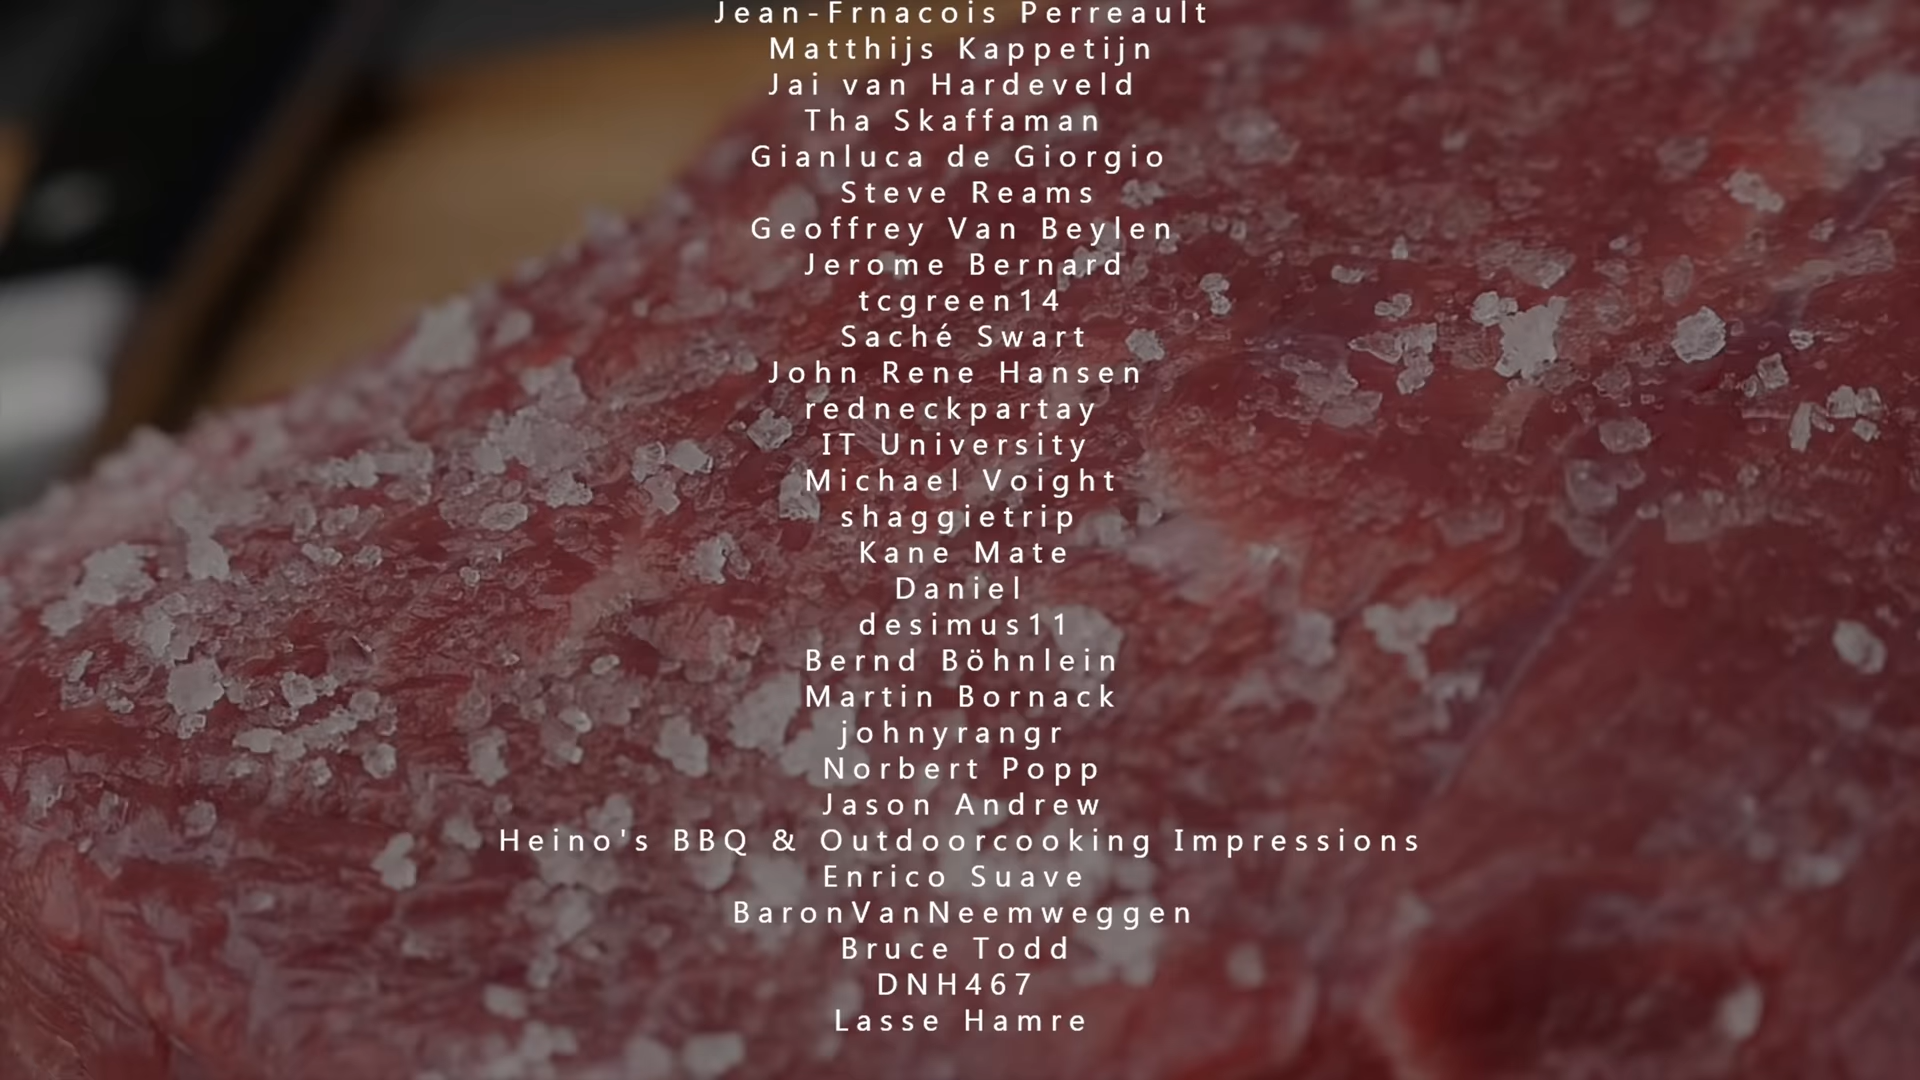 Jean-Frnacois Perreault
Matthijs Kappetijn
Jai van Hardeveld
Tha Skaffaman
Gianluca de Giorgio
Steve Reams
Geoffrey Van Beylen
Jerome Bernard
tcgreen14
Saché Swart
John Rene Hansen
redneckpartay
IT University
Michael Voight
shaggietrip
Kane Mate
Daniel
desimus11
Bernd Böhnlein
Martin Bornack
johnyrangr
Norbert Popp
Jason Andrew
Heino's BBQ & Outdoorcooking Impressions
Enrico Suave
BaronVanNeemweggen
Bruce Todd
DNH467
Lasse Hamre